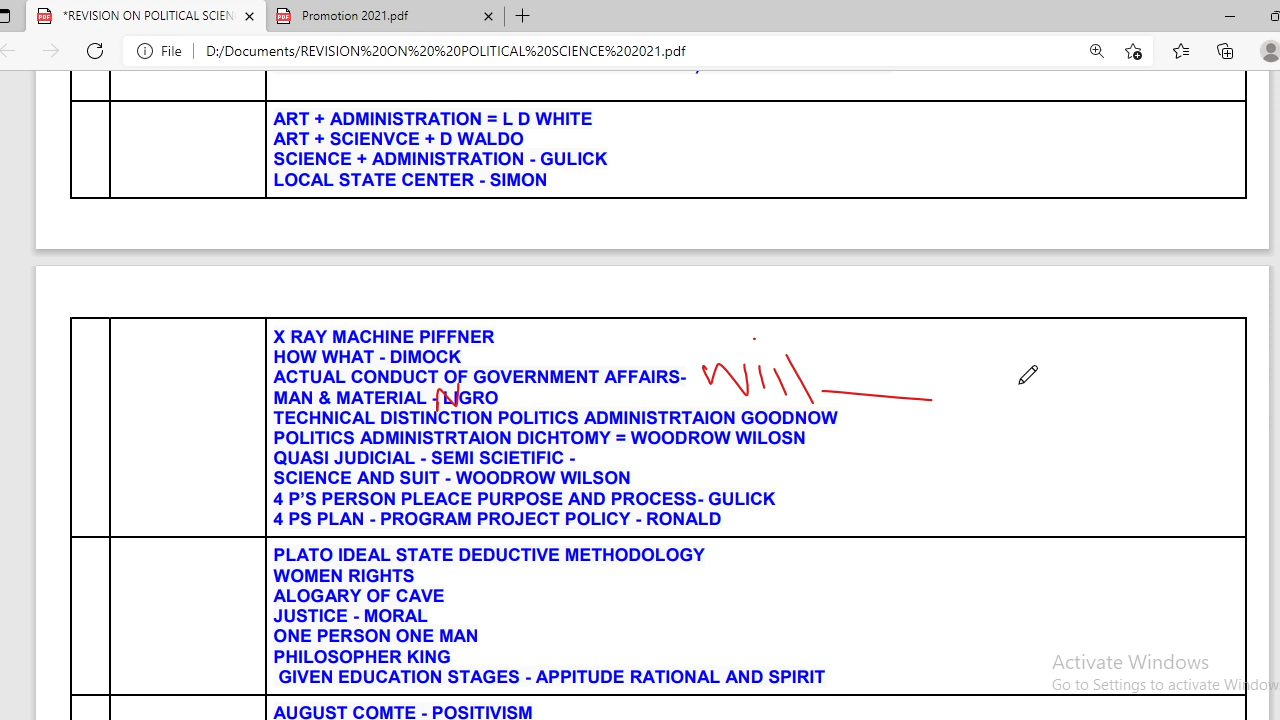 *REVISION ON POLITICAL SCIEN
Promotion 2021.pdf
File
D:/Documents/REVISION%20ON%20%20POLITICAL%20SCIENCE%202021.pdf
ART + ADMINISTRATION = L D WHITE
ART + SCIENVCE + D WALDO
SCIENCE + ADMINISTRATION - GULICK
LOCAL STATE CENTER - SIMON
X RAY MACHINE PIFFNER
HOW WHAT - DIMOCK
ACTUAL CONDUCT OF GOVERNMENT AFFAIRS- Will
MAN & MATERIAL - NIGRO
TECHNICAL DISTINCTION POLITICS ADMINISTRTAION GOODNOW
POLITICS ADMINISTRTAION DICHTOMY = WOODROW WILOSN
QUASI JUDICIAL - SEMI SCIETIFIC -
SCIENCE AND SUIT - WOODROW WILSON
4 P'S PERSON PLEACE PURPOSE AND PROCESS- GULICK
4 PS PLAN - PROGRAM PROJECT POLICY - RONALD
PLATO IDEAL STATE DEDUCTIVE METHODOLOGY
WOMEN RIGHTS
ALOGARY OF CAVE
JUSTICE - MORAL
ONE PERSON ONE MAN
PHILOSOPHER KING
GIVEN EDUCATION STAGES - APPITUDE RATIONAL AND SPIRIT
AUGUST COMTE - POSITIVISM
Activate Windows
Go to Settings to activate Window